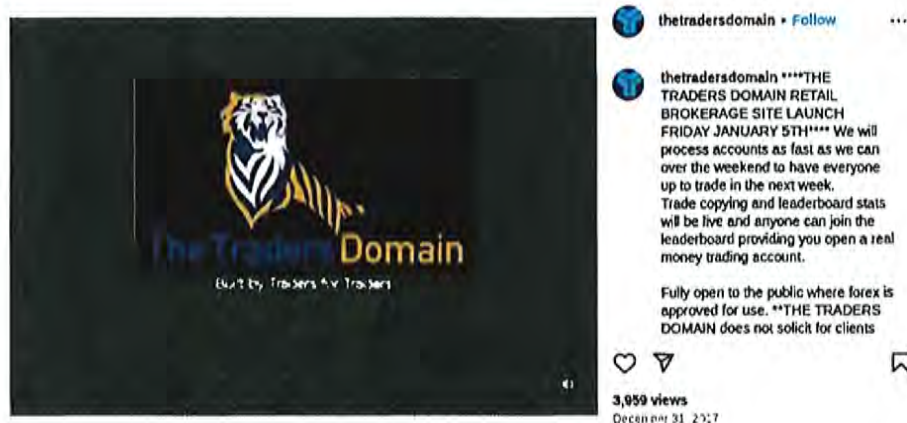 The Traders Domain
Built by Traders for Traders
thetradersdomain • Follow
thetradersdomain ****THE
TRADERS DOMAIN RETAIL
BROKERAGE SITE LAUNCH
FRIDAY JANUARY 5TH**** We will
process accounts as fast as we can
over the weekend to have everyone
up to trade in the next week.
Trade copying and leaderboard stats
will be live and anyone can join the
leaderboard providing you open a real
money trading account.
Fully open to the public where forex is
approved for use. **THE TRADERS
DOMAIN does not solicit for clients
3,959 views
December 31, 2017